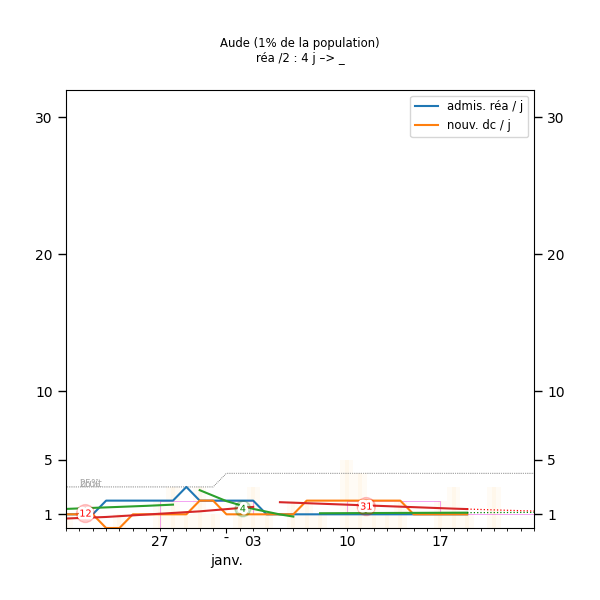 Aude (1% de la population)
réa /2 : 4 j –> _
admis. réa / j
nouv. dc / j
30 30
20 20
10 10
5 5
1 1
12
4
31
27 03 10 17
janv.